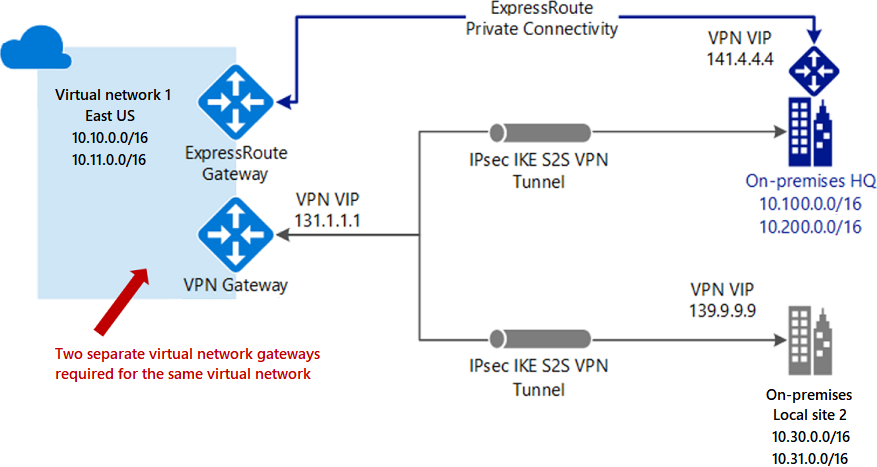 ExpressRoute
Private Connectivity
VPN VIP
141.4.4.4
Virtual network 1
East US
10.10.0.0/16
10.11.0.0/16
ExpressRoute
Gateway
IPsec IKE S2S VPN
Tunnel
On-premises HQ
10.100.0.0/16
10.200.0.0/16
VPN VIP
131.1.1.1
VPN Gateway
VPN VIP
139.9.9.9
Two separate virtual network gateways
required for the same virtual network
IPsec IKE S2S VPN
Tunnel
On-premises
Local site 2
10.30.0.0/16
10.31.0.0/16